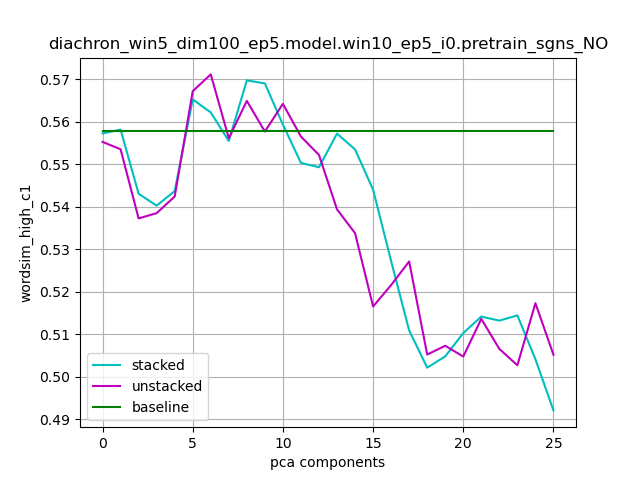 diachron_win5_dim100_ep5.model.win10_ep5_i0.pretrain_sgns_NO
0.57
0.56
0.55
0.54
0.53
0.52
0.51
0.50
0.49
wordsim_high_c1
stacked
unstacked
baseline
0 5 10 15 20 25
pca components